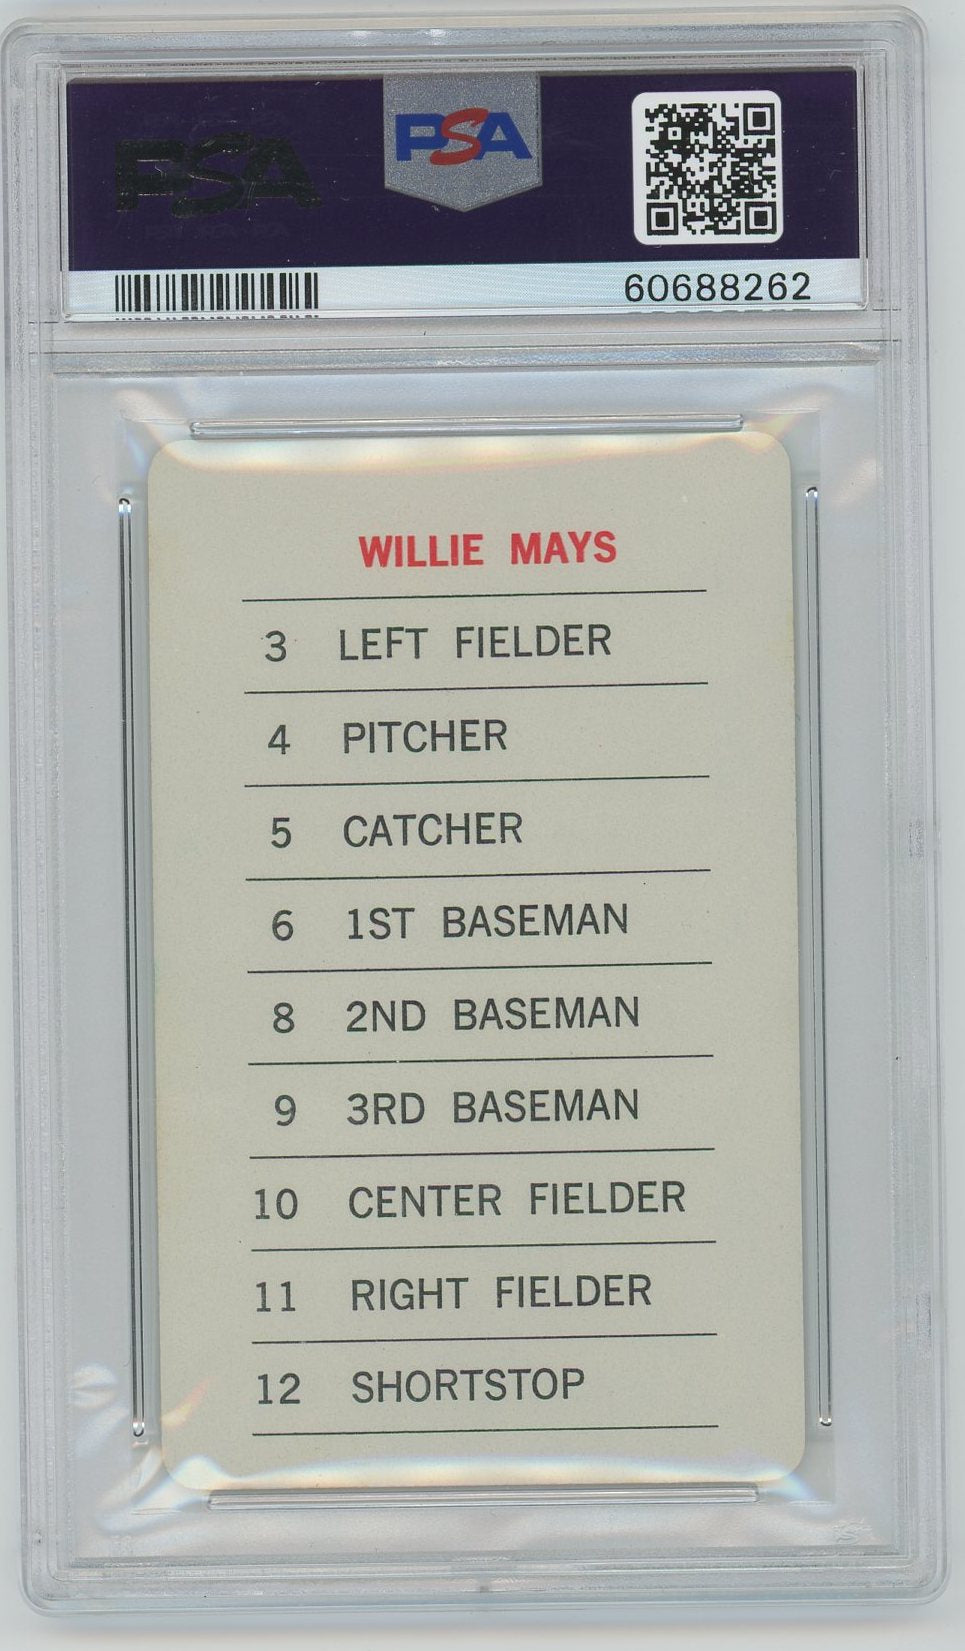 PSA
PSA
60688262
WILLIE MAYS
3 LEFT FIELDER
4 PITCHER
5 CATCHER
6 1ST BASEMAN
8 2ND BASEMAN
9 3RD BASEMAN
10 CENTER FIELDER
11 RIGHT FIELDER
12 SHORTSTOP